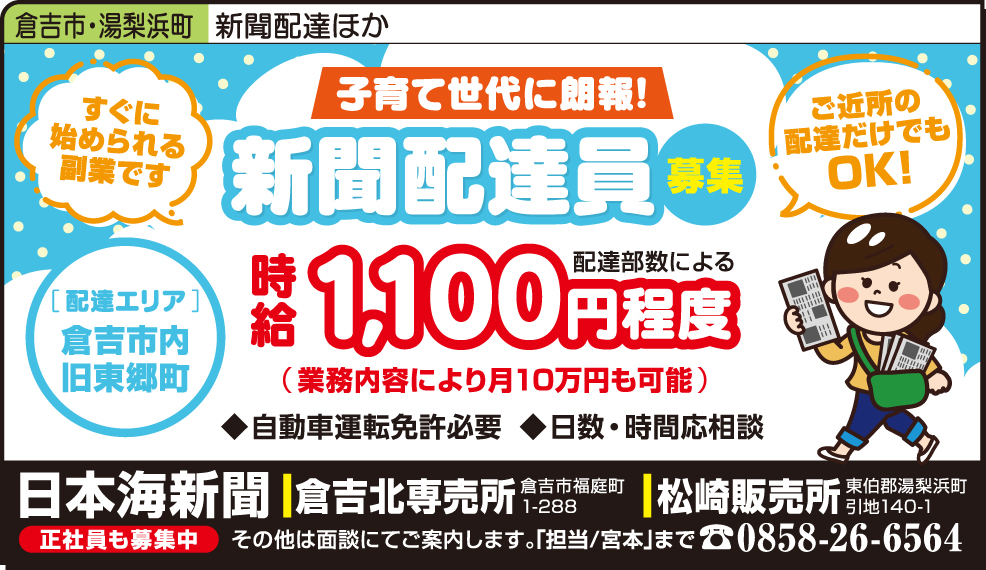 倉吉市・湯梨浜町 新聞配達ほか
子育て世代に朗報!
すぐに
始められる
副業です
新聞配達員 募集
ご近所の
配達だけでも
OK!
[配達エリア]
倉吉市内
旧東郷町
時給 1,100円程度
配達部数による
(業務内容により月10万円も可能)
◆自動車運転免許必要 ◆日数・時間応相談
日本海新聞
倉吉北専売所 倉吉市福庭町
1-288
松崎販売所 東伯郡湯梨浜町
引地140-1
正社員も募集中 その他は面談にてご案内します。「担当/宮本」まで ☎0858-26-6564